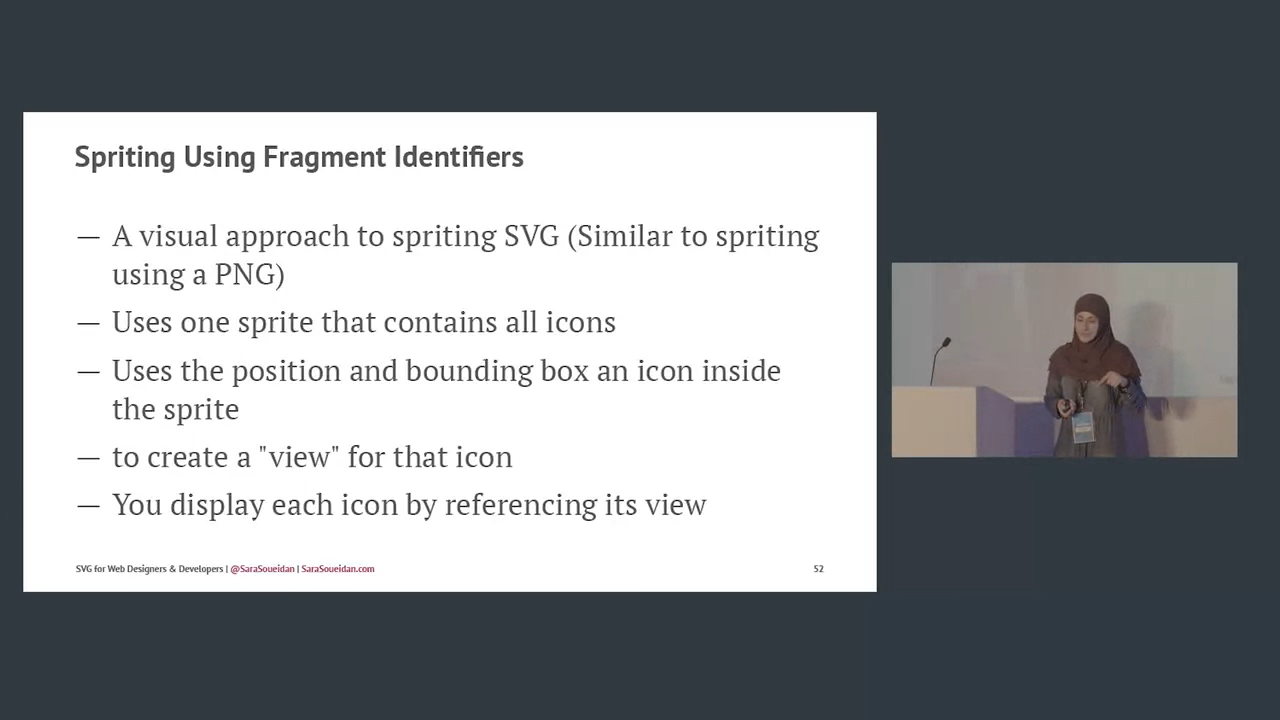 Spriting Using Fragment Identifiers
— A visual approach to spriting SVG (Similar to spriting
using a PNG)
— Uses one sprite that contains all icons
— Uses the position and bounding box an icon inside
the sprite
— to create a "view" for that icon
— You display each icon by referencing its view
SVG for Web Designers & Developers | @SaraSoueidan | SaraSoueidan.com
52